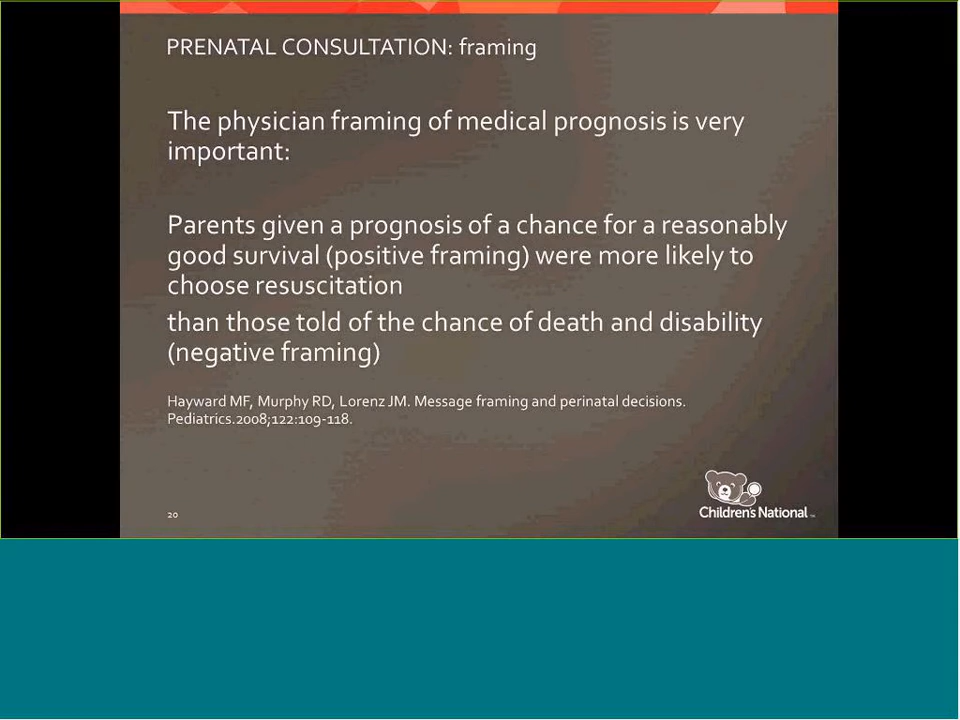 PRENATAL CONSULTATION: framing
The physician framing of medical prognosis is very
important:
Parents given a prognosis of a chance for a reasonably
good survival (positive framing) were more likely to
choose resuscitation
than those told of the chance of death and disability
(negative framing)
Hayward MF, Murphy RD, Lorenz JM. Message framing and perinatal decisions.
Pediatrics.2008;122:109-118.
20
Children's National